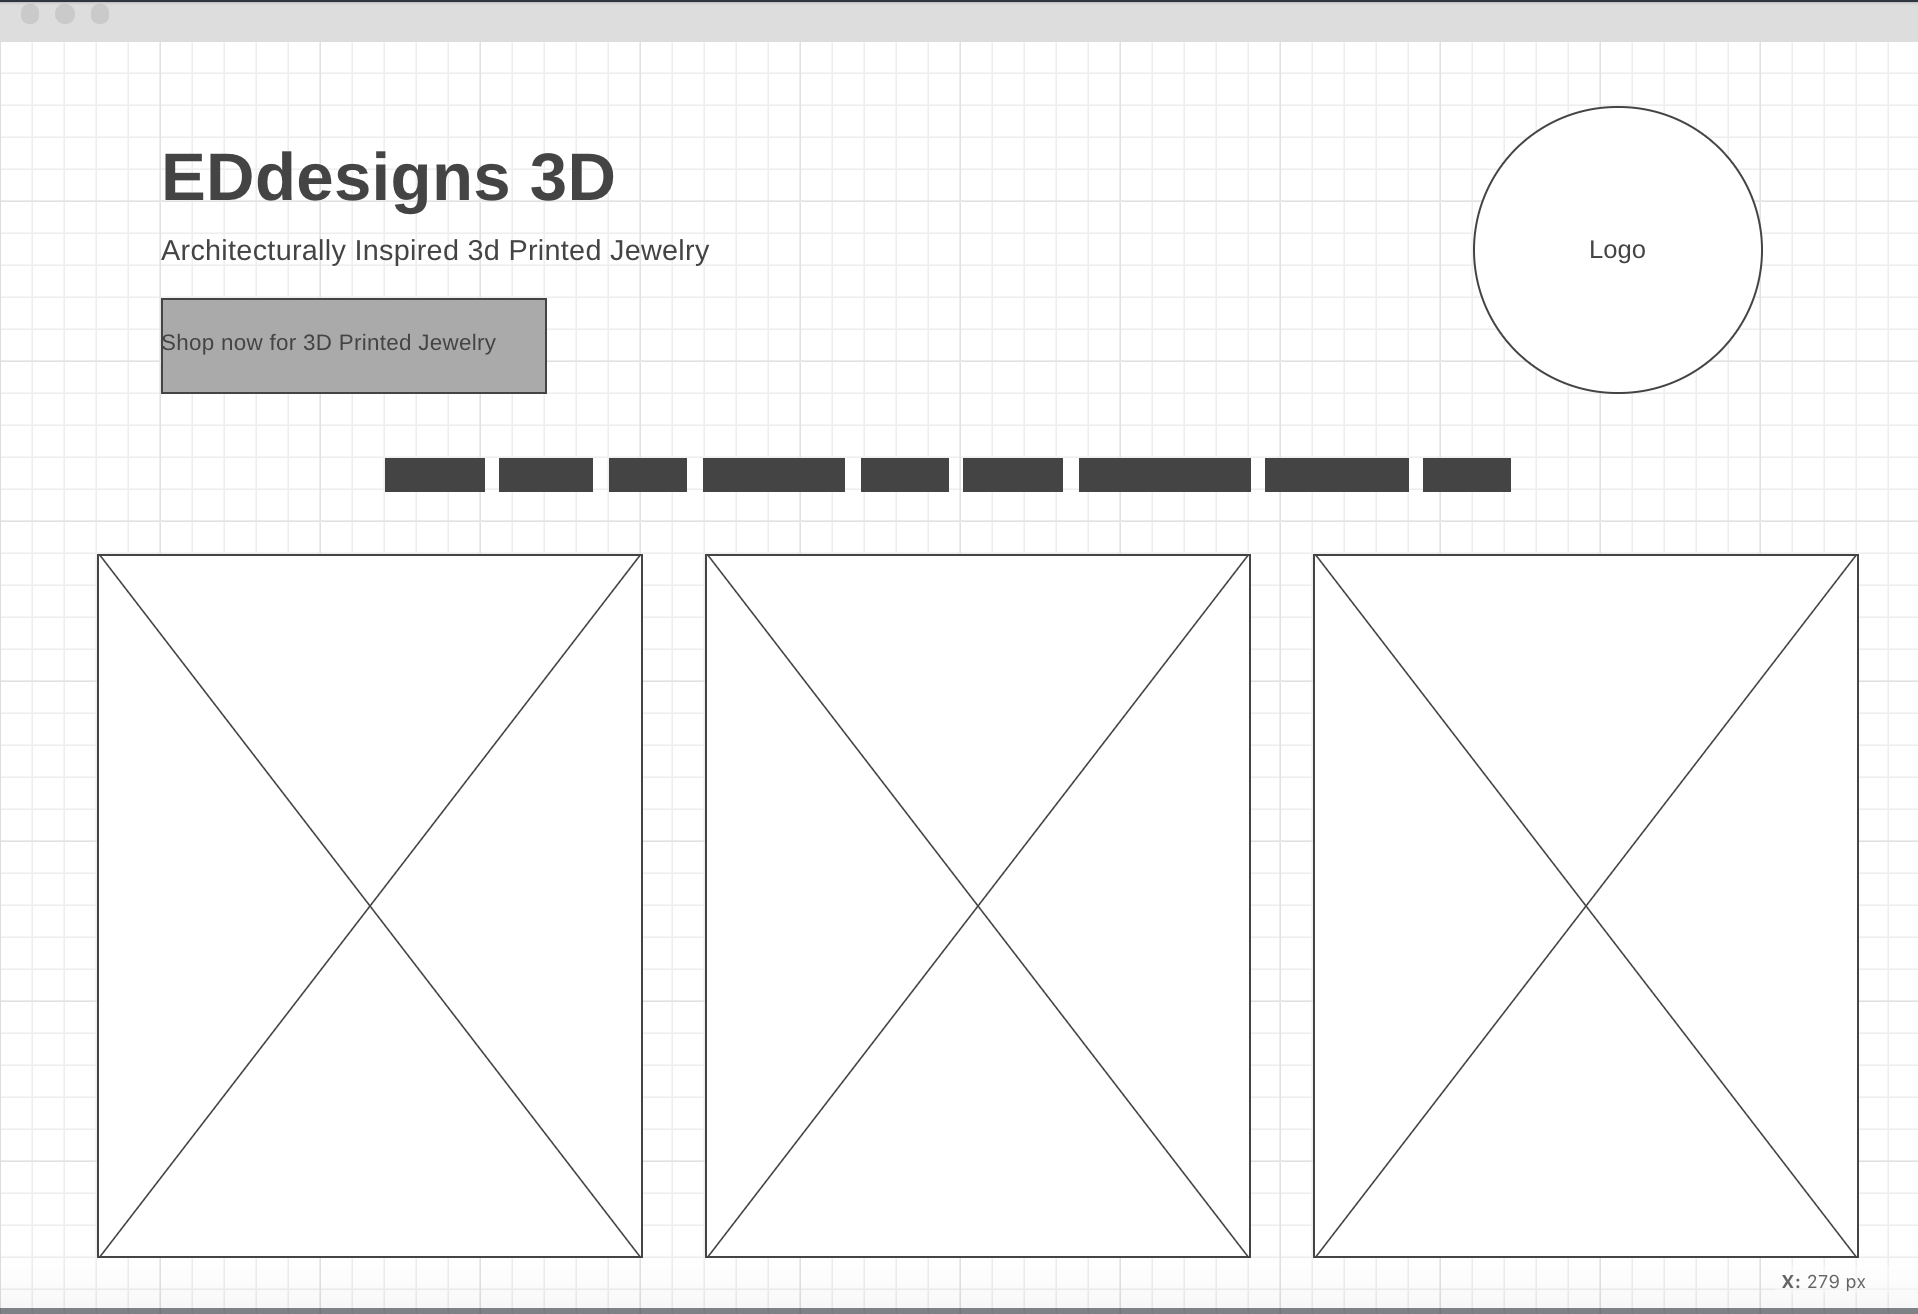 EDdesigns 3D
Architecturally Inspired 3d Printed Jewelry
Logo
Shop now for 3D Printed Jewelry
X: 279 px